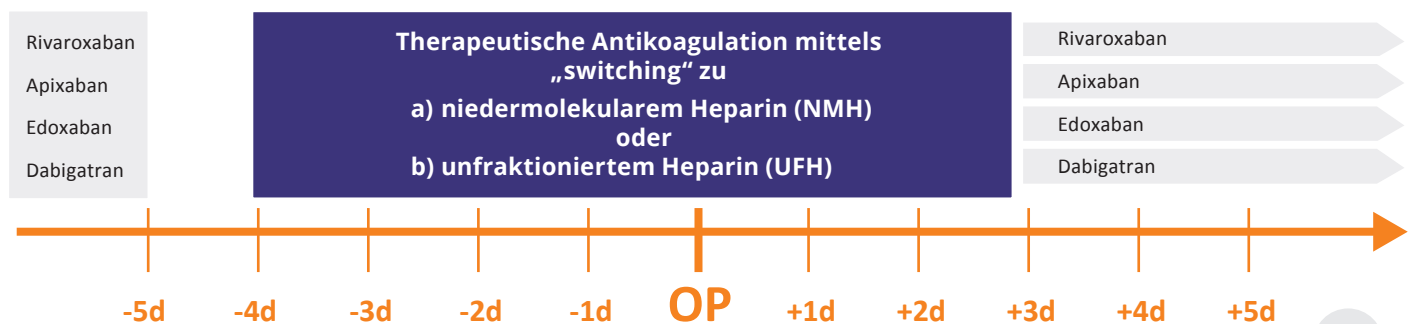 Rivaroxaban
Apixaban
Edoxaban
Dabigatran
Therapeutische Antikoagulation mittels
„switching“ zu
a) niedermolekularem Heparin (NMH)
oder
b) unfraktioniertem Heparin (UFH)
Rivaroxaban
Apixaban
Edoxaban
Dabigatran
-5d -4d -3d -2d -1d OP +1d +2d +3d +4d +5d